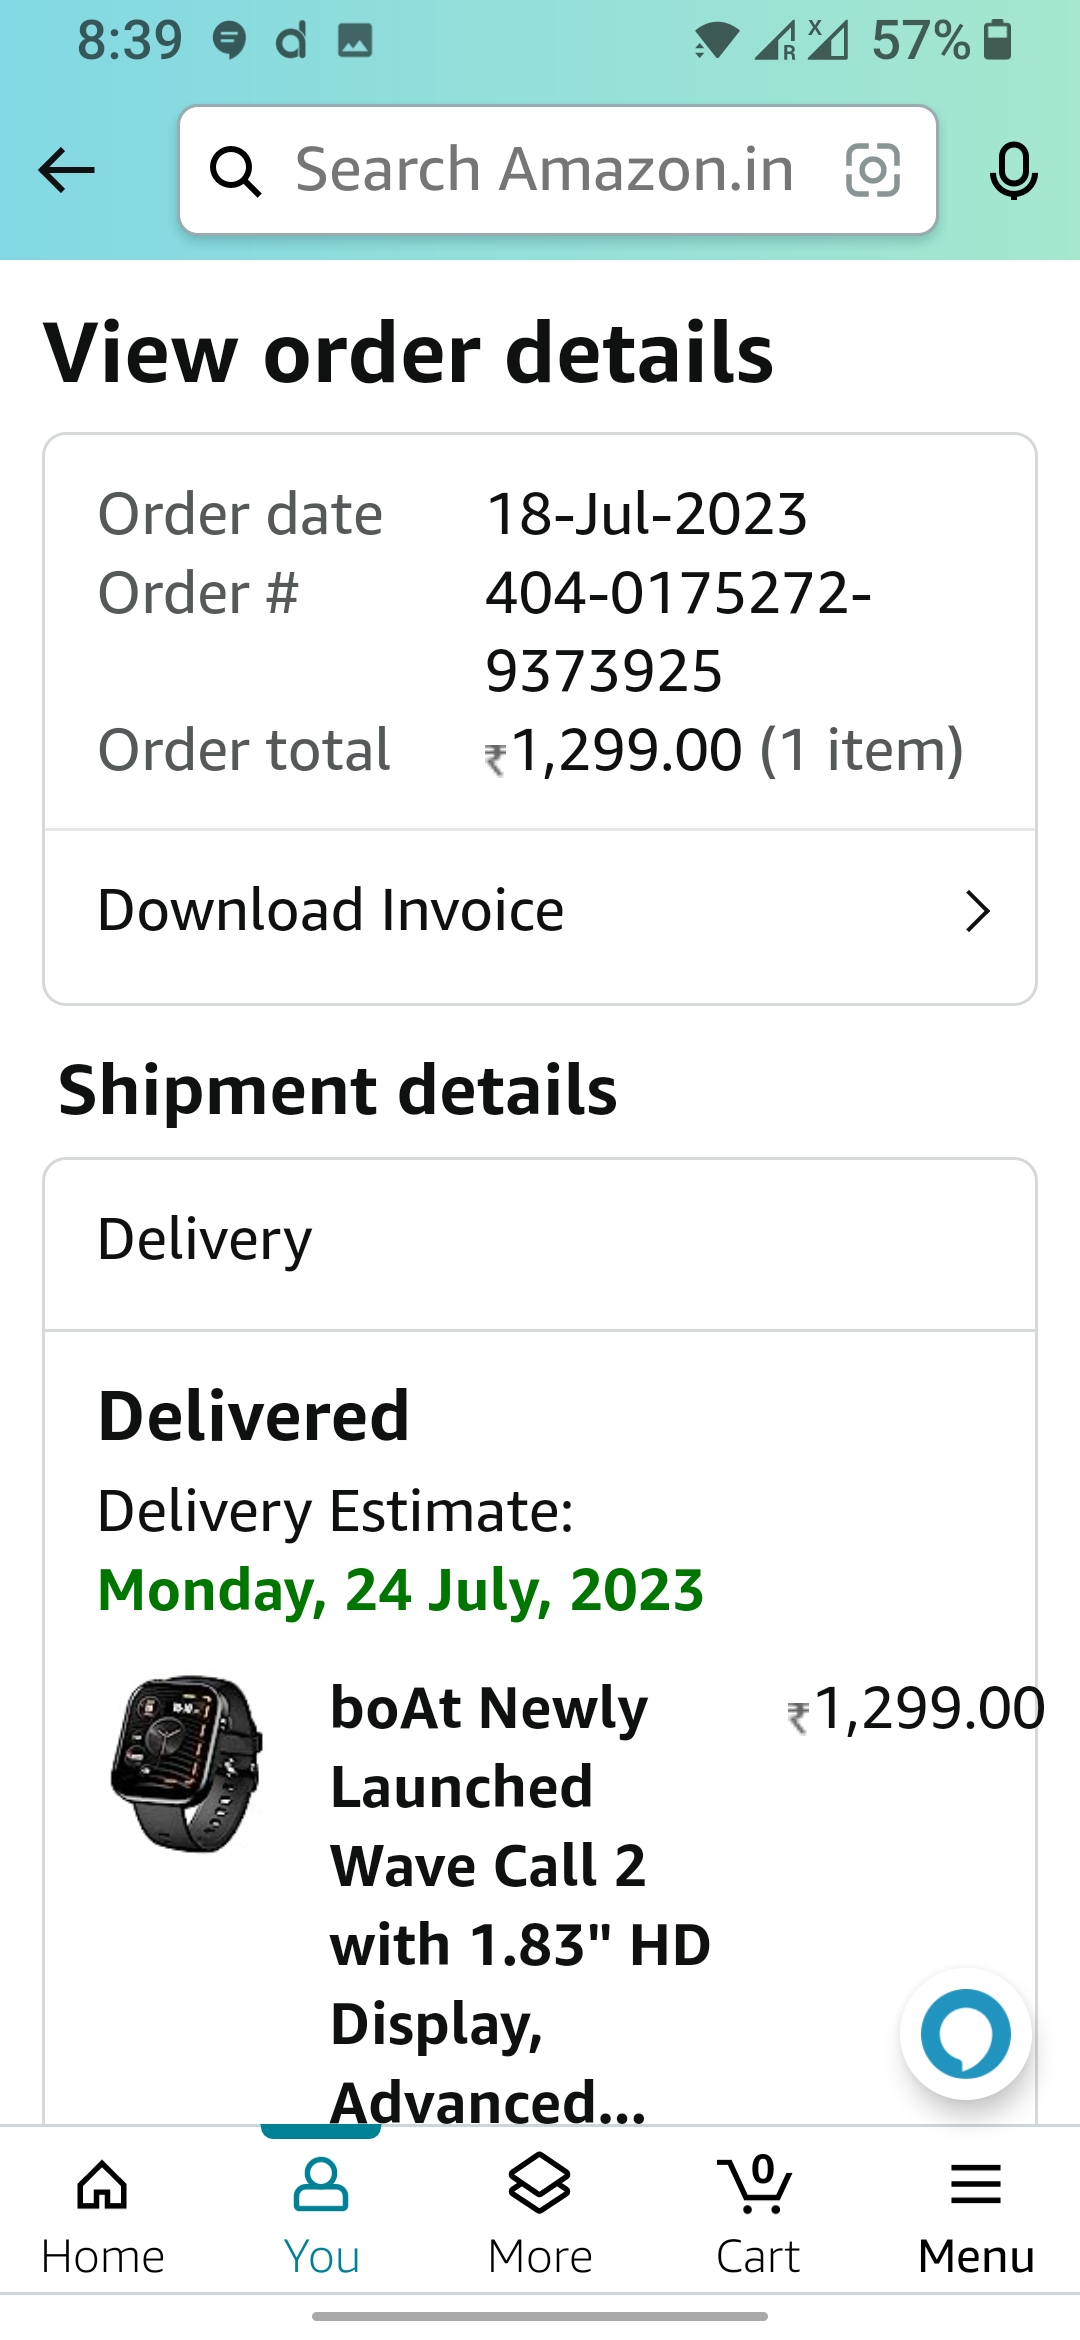 8:39 57%
Search Amazon.in
View order details
Order date 18-Jul-2023
Order # 404-0175272-
9373925
Order total ₹1,299.00 (1 item)
Download Invoice
Shipment details
Delivery
Delivered
Delivery Estimate:
Monday, 24 July, 2023
boAt Newly ₹1,299.00
Launched
Wave Call 2
with 1.83" HD
Display,
Advanced...
0
Home You More Cart Menu